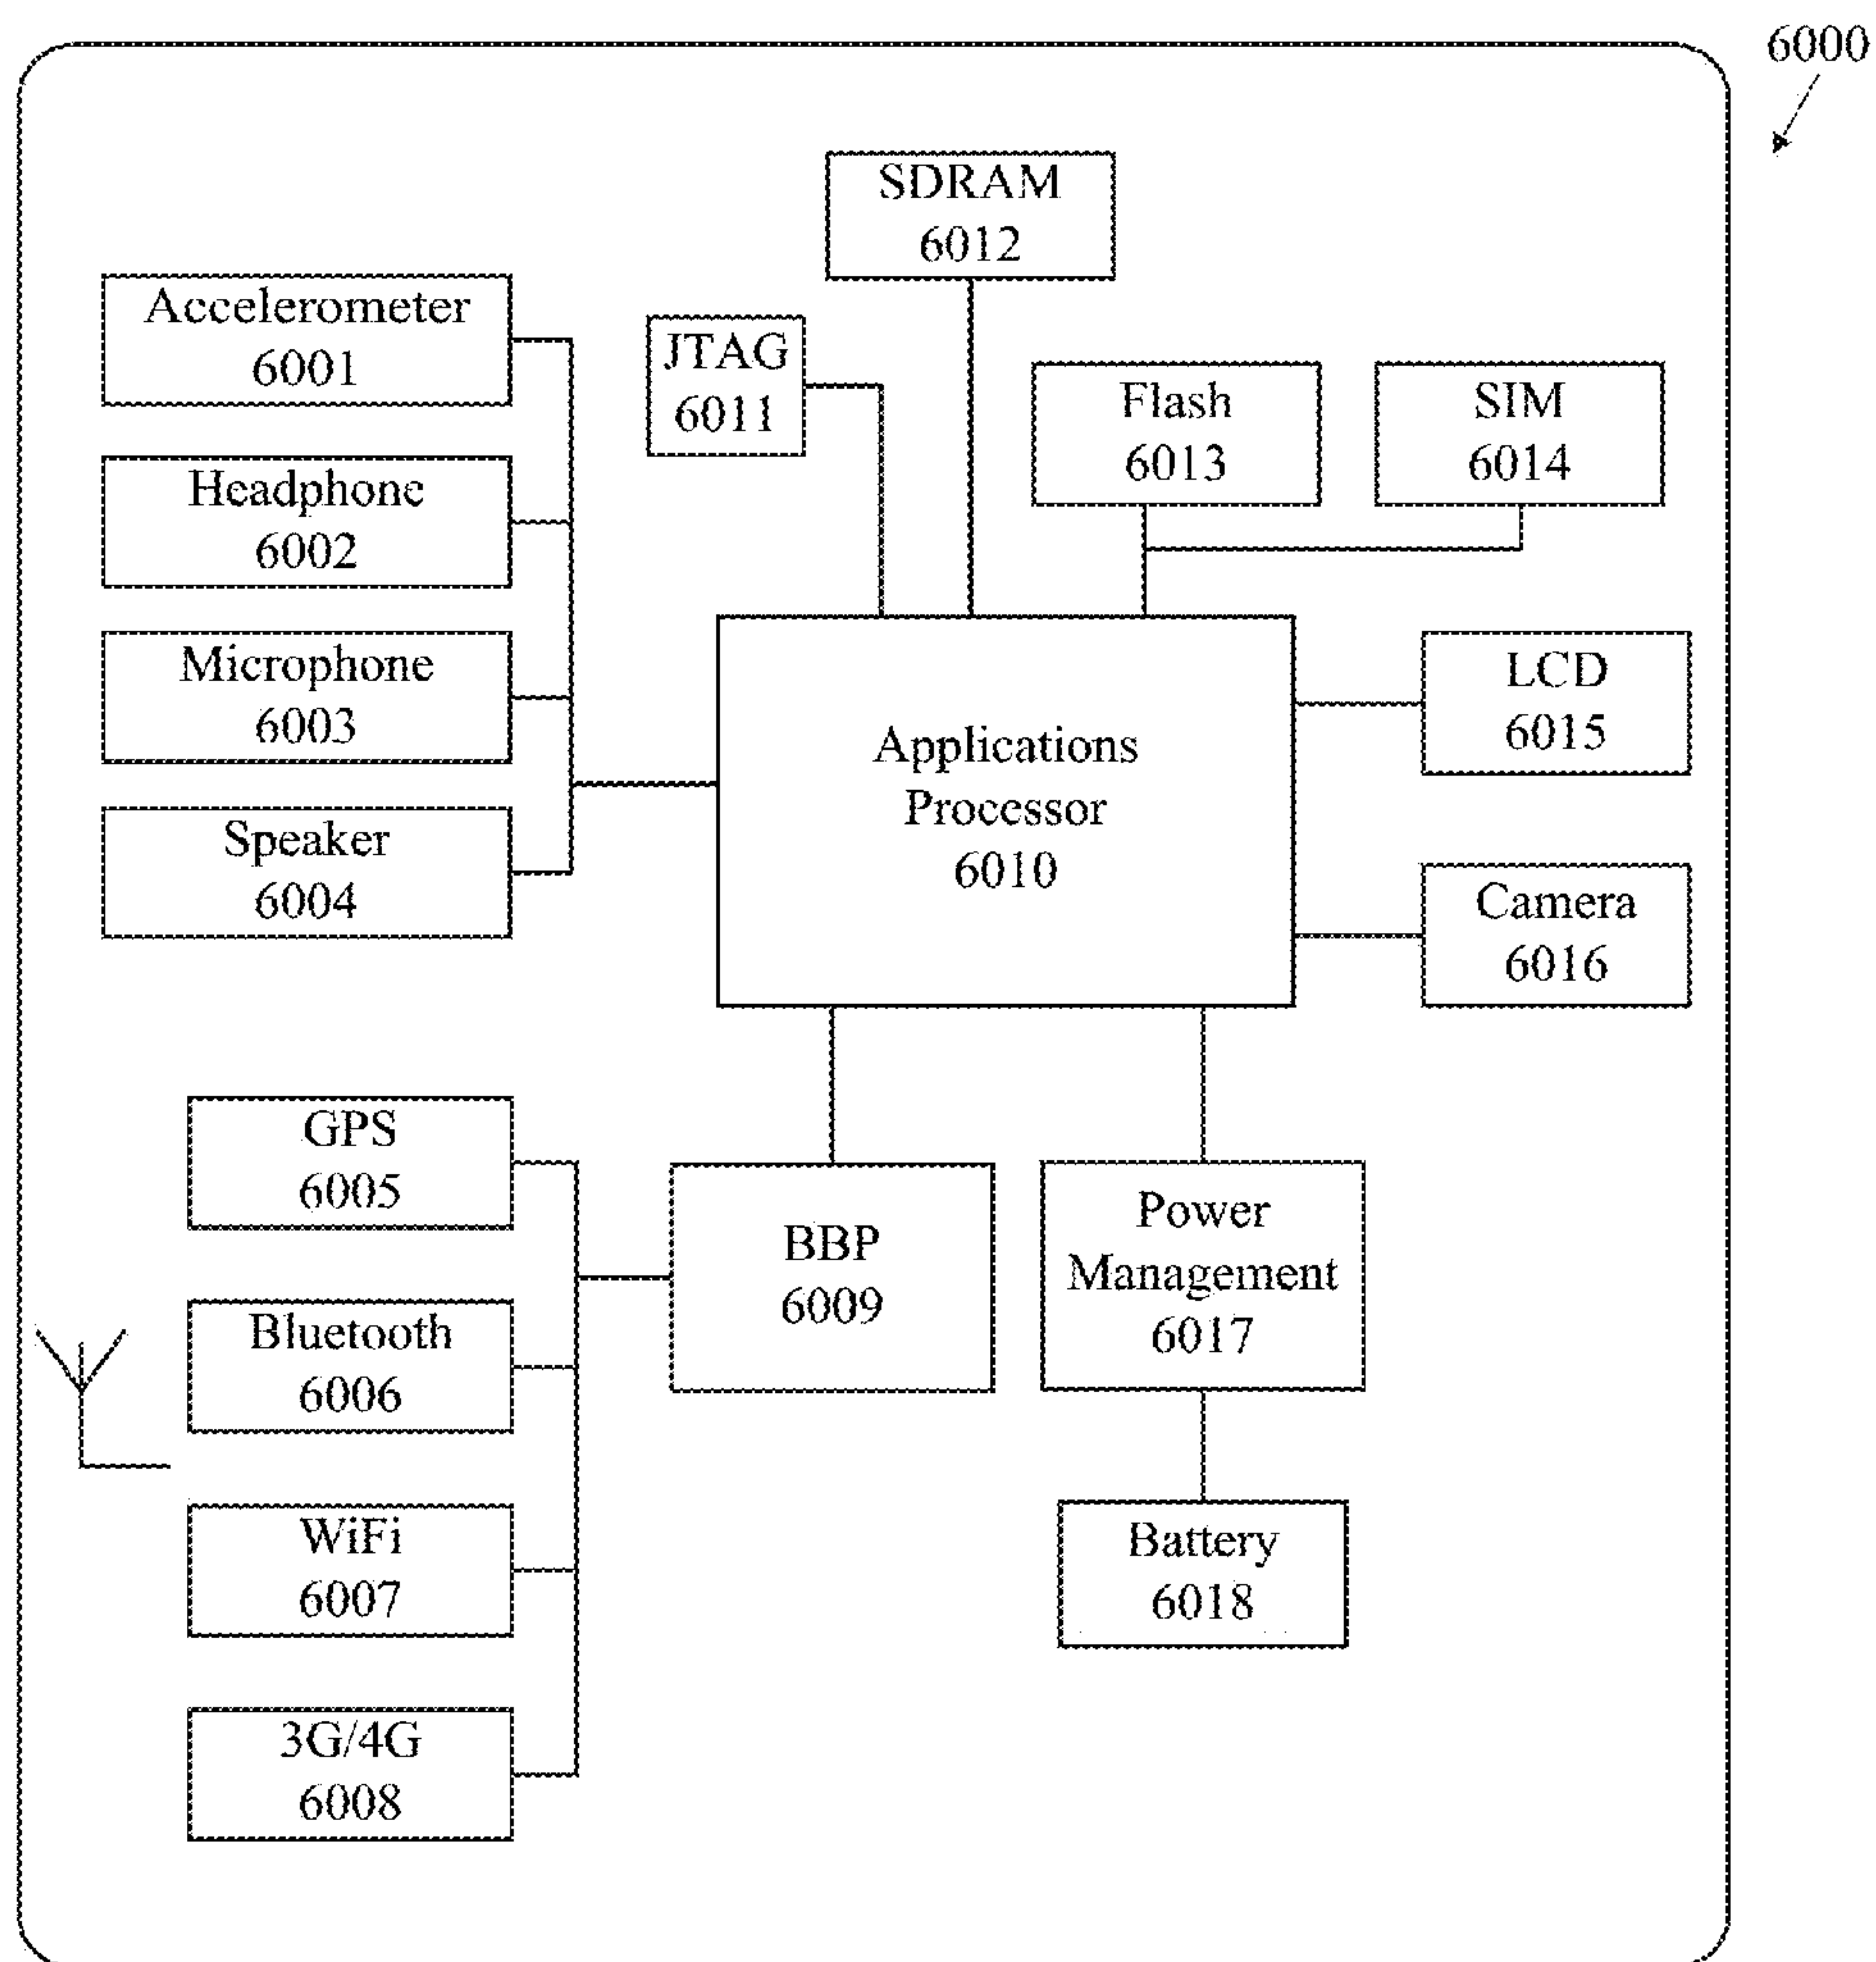 6000
SDRAM
6012
Accelerometer
6001
JTAG
6011
Flash
6013
SIM
6014
Headphone
6002
Microphone
6003
LCD
6015
Applications
Processor
6010
Speaker
6004
Camera
6016
GPS
6005
BBP
6009
Power
Management
6017
Bluetooth
6006
WiFi
6007
Battery
6018
3G/4G
6008